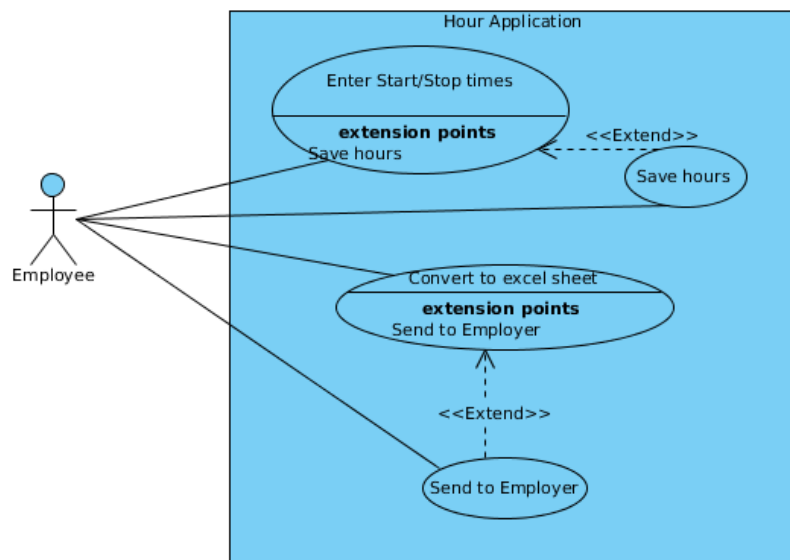 Hour Application
Enter Start/Stop times
extension points
Save hours
<<Extend>>
Save hours
Employee
Convert to excel sheet
extension points
Send to Employer
<<Extend>>
Send to Employer